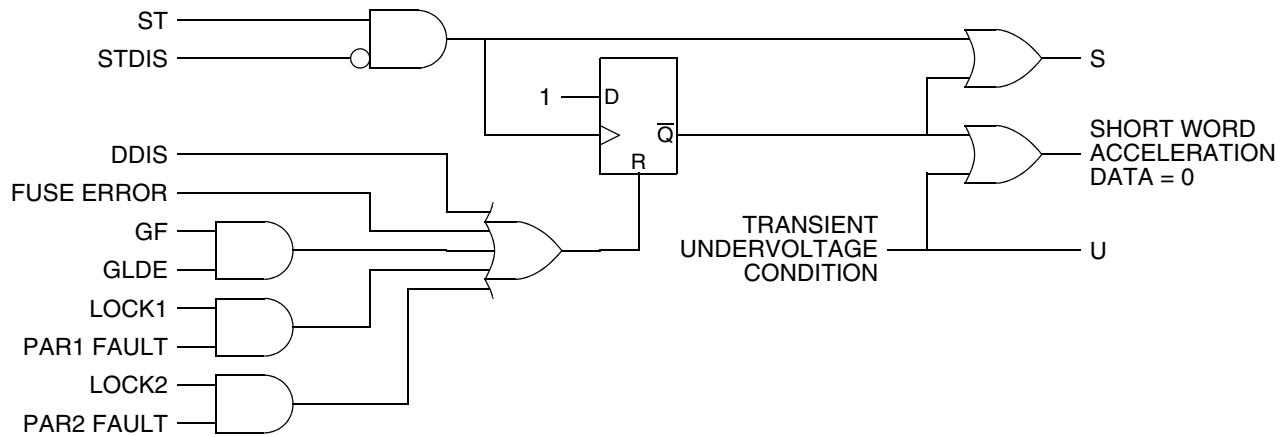 ST
STDIS
1
D
Q
R
S
SHORT WORD
ACCELERATION
DATA = 0
DDIS
FUSE ERROR
GF
GLDE
TRANSIENT
UNDERVOLTAGE
CONDITION
U
LOCK1
PAR1 FAULT
LOCK2
PAR2 FAULT